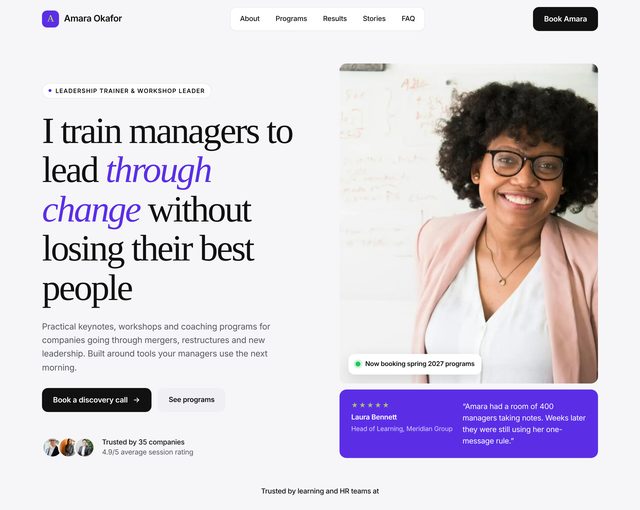 A
Amara Okafor
About
Programs
Results
Stories
FAQ
Book Amara
LEADERSHIP TRAINER & WORKSHOP LEADER
I train managers to
lead through
change without
losing their best
people
Practical keynotes, workshops and coaching programs for
companies going through mergers, restructures and new
leadership. Built around tools your managers use the next
morning.
Book a discovery call →
See programs
Trusted by 35 companies
4.9/5 average session rating
Now booking spring 2027 programs
★★★★★
Laura Bennett
Head of Learning, Meridian Group
“Amara had a room of 400
managers taking notes. Weeks later
they were still using her one-
message rule.”
Trusted by learning and HR teams at